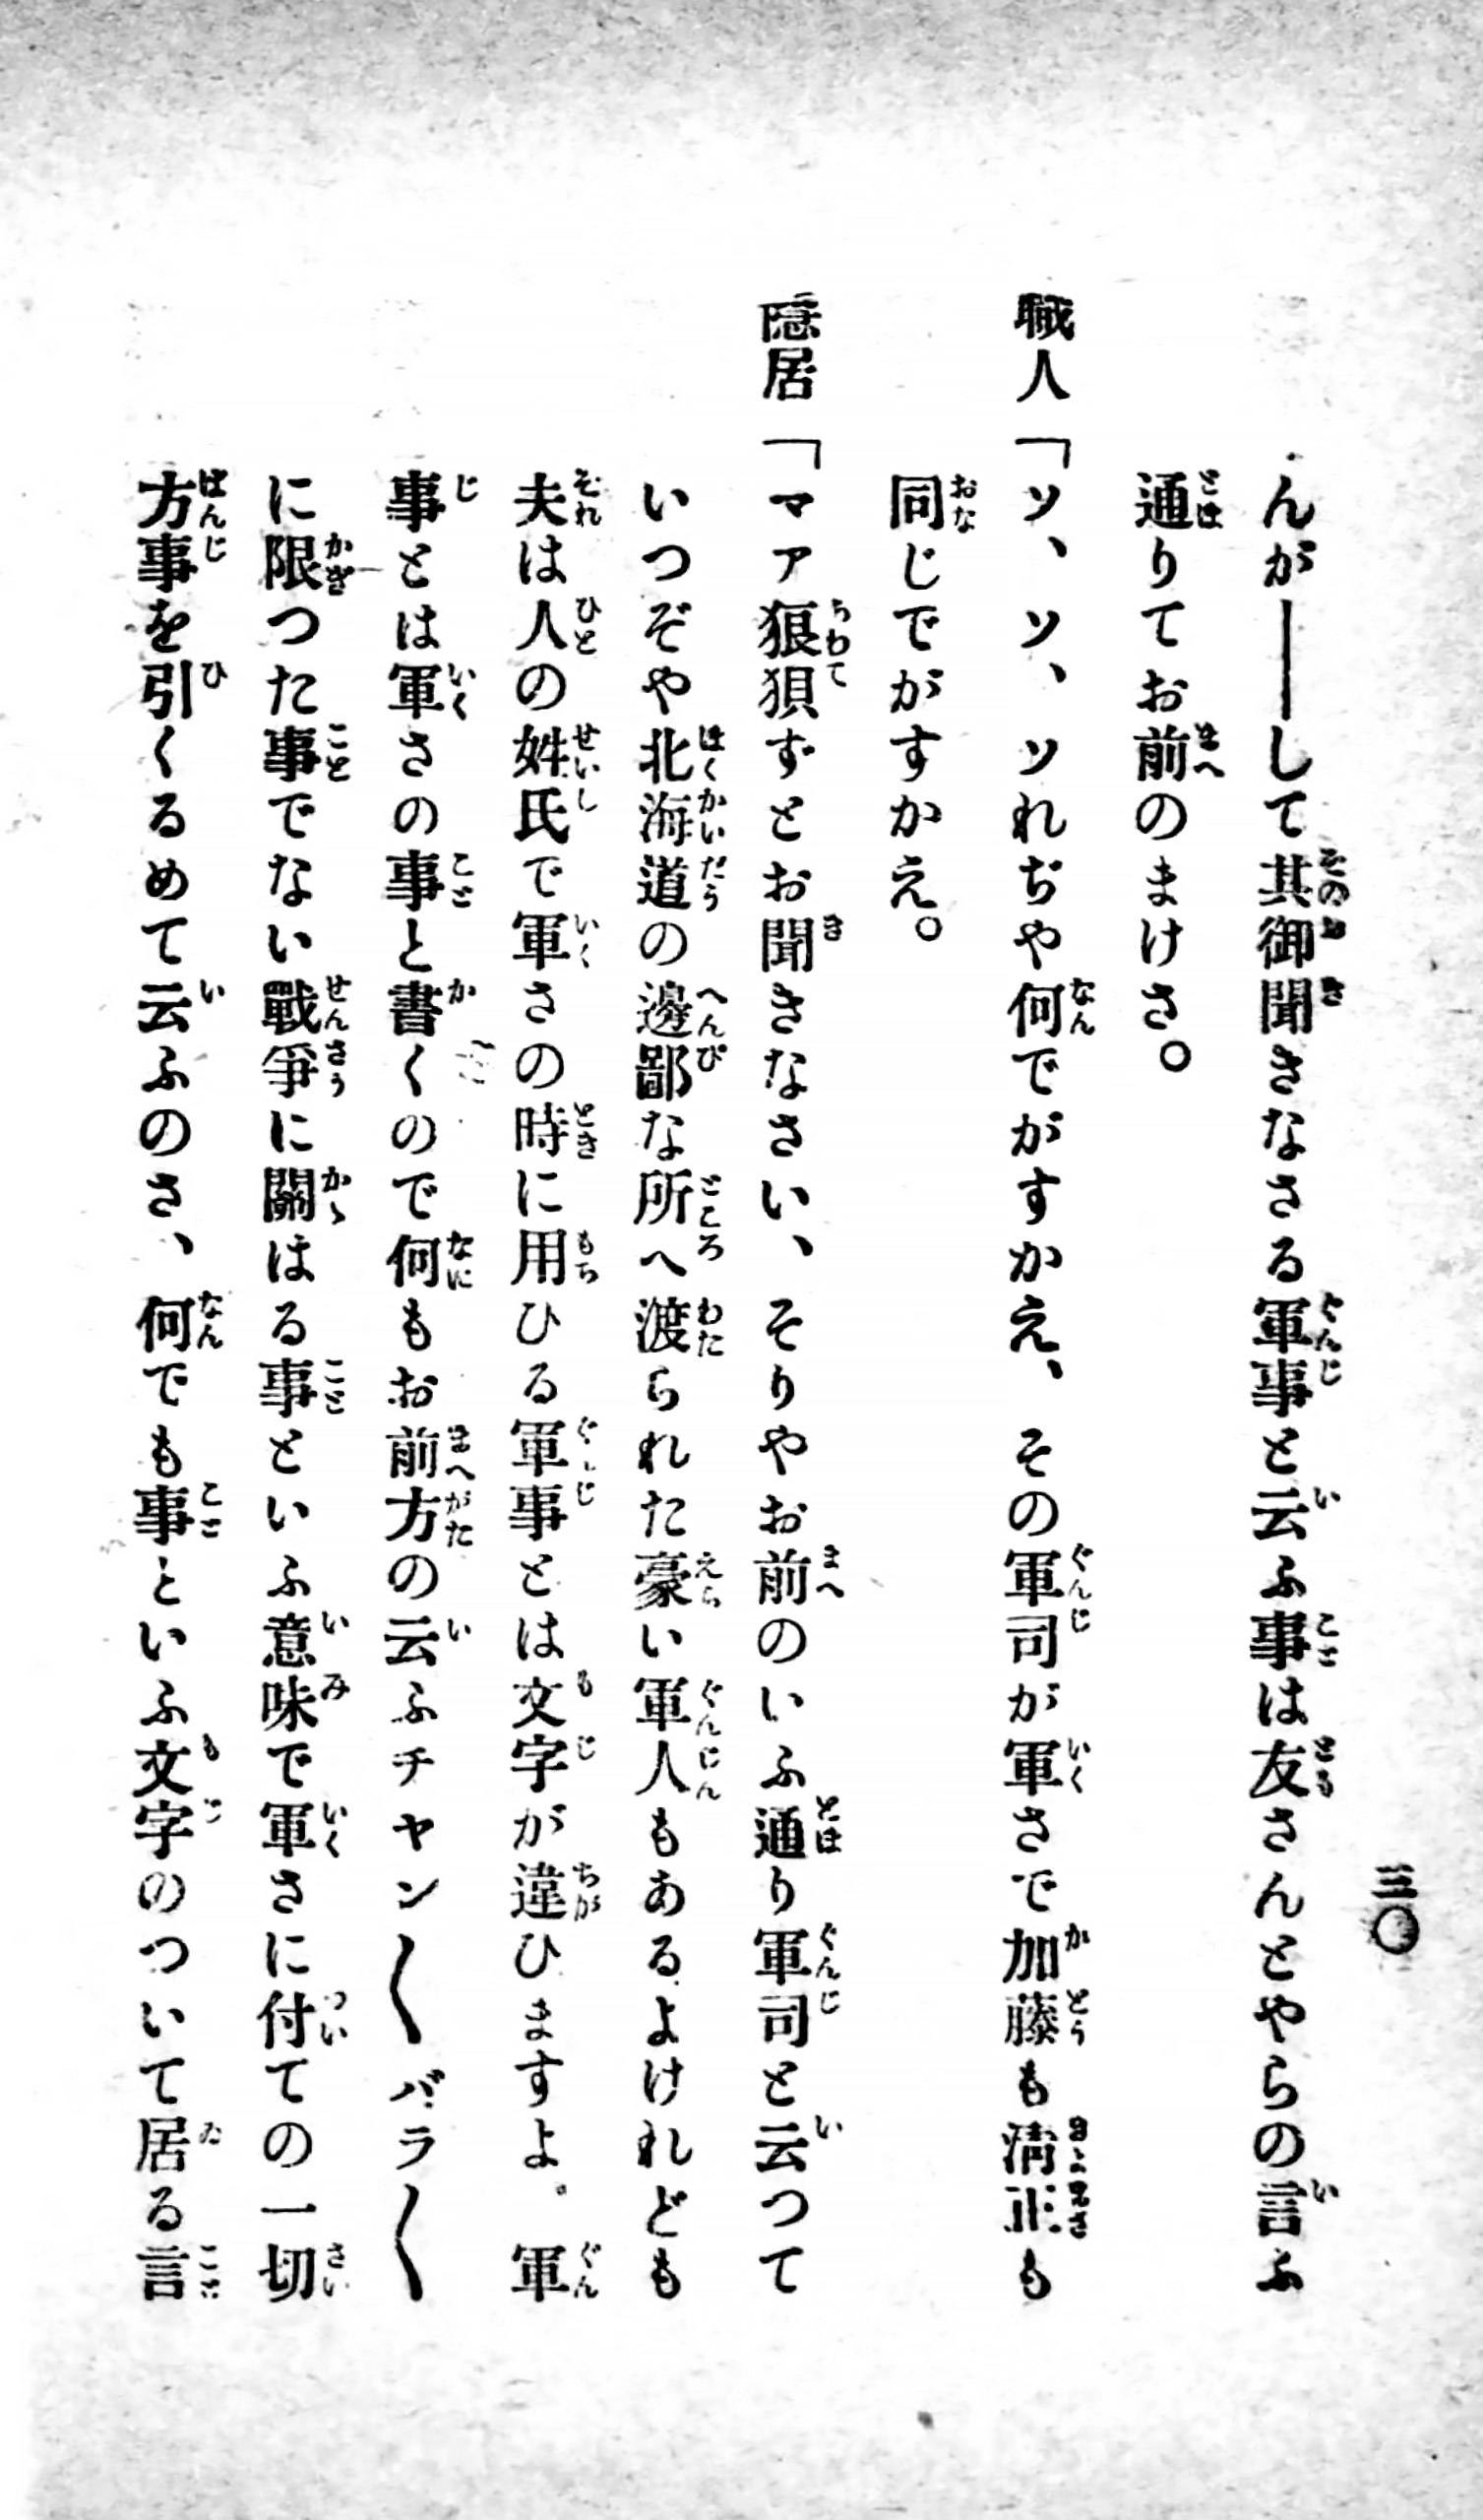 三〇
んが――して其御聞きなさる軍事と云ふ事は友さんとやらの言ふ
通りてお前のまけさ。
職人「ソ、ソ、ソれぢや何でがすかえ、その軍司が軍さで加藤も淸正も
同じでがすかえ。
隱居「マア狼狽ずとお聞きなさい、そりやお前のいふ通り軍司と云つて
いつぞや北海道の邊鄙な所へ渡られた豪い軍人もあるよけれども
夫は人の姓氏で軍さの時に用ひる軍事とは文字が違ひますよ。軍
事とは軍さの事と書くので何もお前方の云ふチヤン〱バラ〱
に限つた事でない戰爭に關はる事といふ意味で軍さに付ての一切
方事を引くるめて云ふのさ、何でも事といふ文字のついて居る言